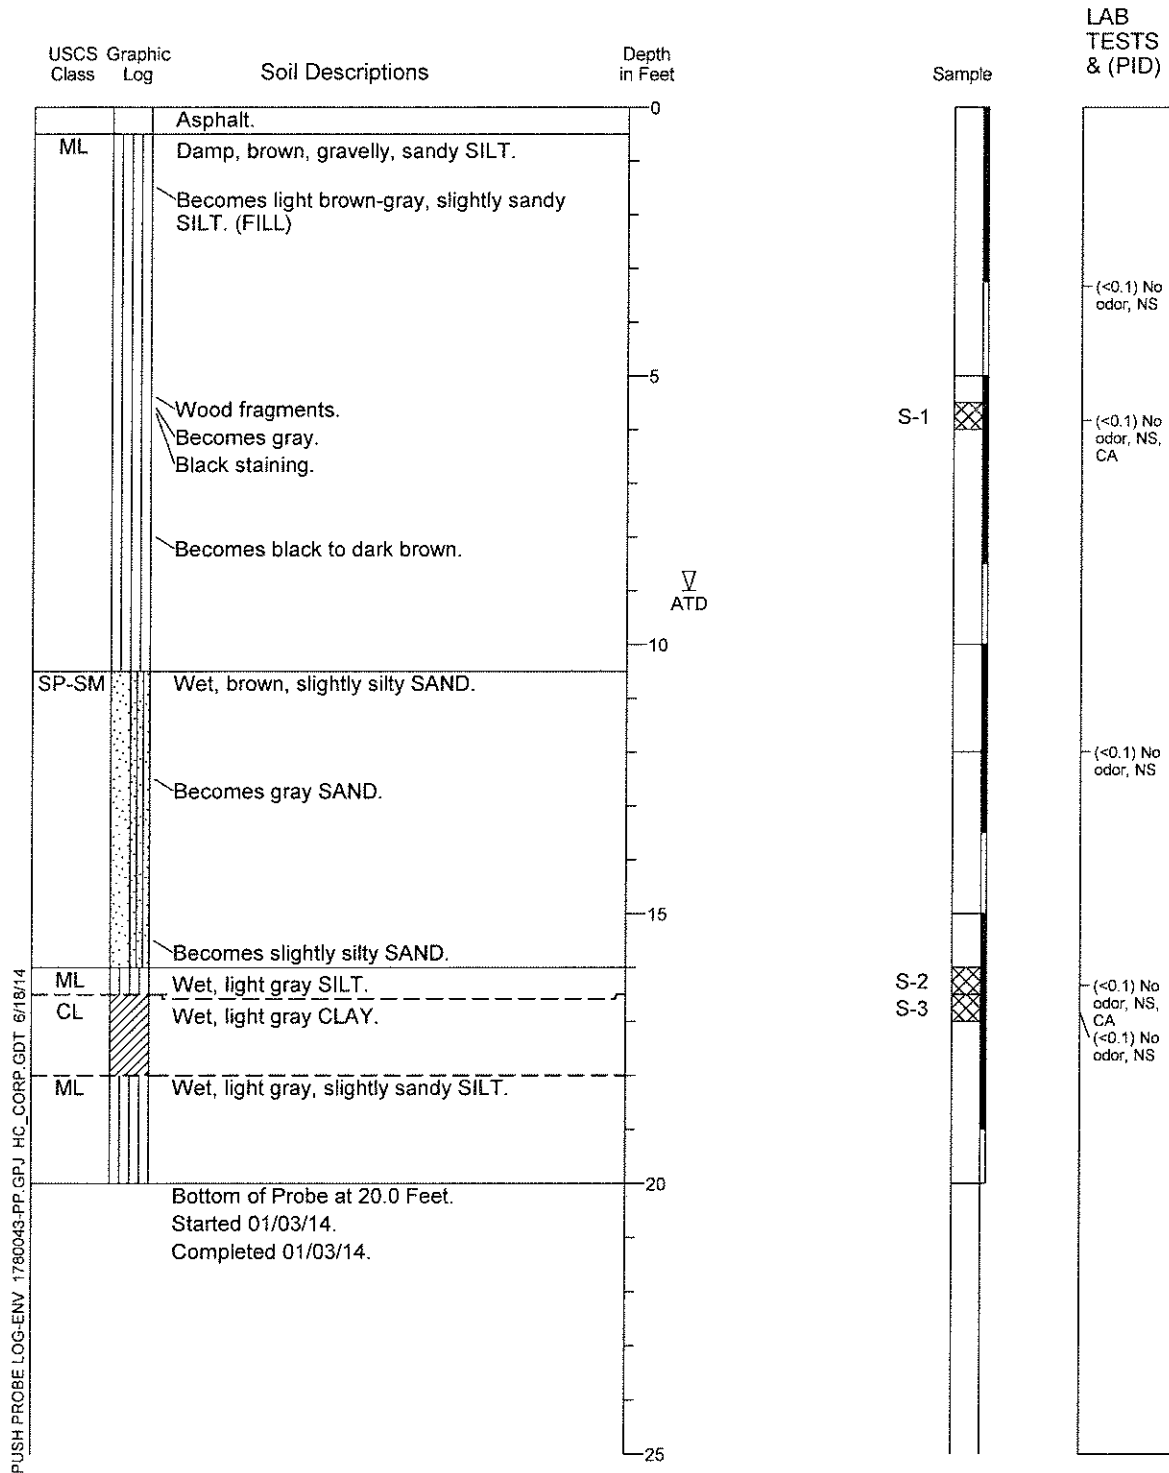 LAB
TESTS
& (PID)
USCS Graphic
Class Log
Soil Descriptions
Depth
in Feet
Sample
0
Asphalt.
ML
Damp, brown, gravelly, sandy SILT.
Becomes light brown-gray, slightly sandy
SILT. (FILL)
(<0.1) No
odor, NS
5
Wood fragments.
S-1
(<0.1) No
odor, NS,
CA
Becomes gray.
Black staining.
Becomes black to dark brown.
ATD
10
SP-SM
Wet, brown, slightly silty SAND.
(<0.1) No
odor, NS
Becomes gray SAND.
15
Becomes slightly silty SAND.
ML
Wet, light gray SILT.
S-2
(<0.1) No
odor, NS,
CA
CL
Wet, light gray CLAY.
S-3
(<0.1) No
odor, NS
ML
Wet, light gray, slightly sandy SILT.
20
Bottom of Probe at 20.0 Feet.
Started 01/03/14.
Completed 01/03/14.
25
PUSH PROBE LOG-ENV 1780043-PP.GPJ HC_CORP.GDT 6/18/14